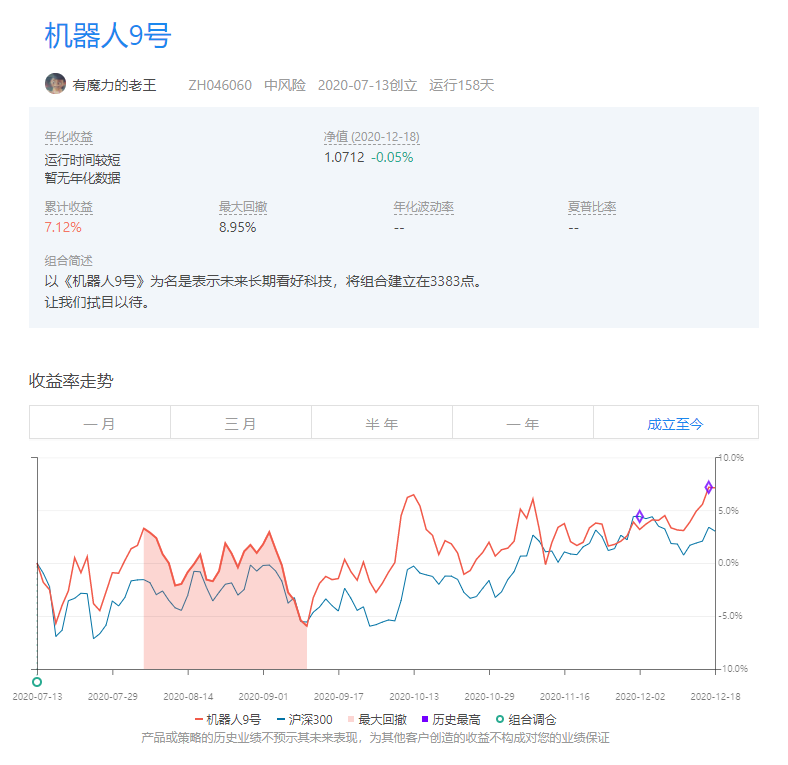 机器人9号
有魔力的老王 ZH046060 中风险 2020-07-13创立 运行158天
年化收益 净值 (2020-12-18)
运行时间较短 1.0712 -0.05%
暂无年化数据
累计收益 最大回撤 年化波动率 夏普比率
7.12% 8.95% -- --
组合简述
以《机器人9号》为名是表示未来长期看好科技，将组合建立在3383点。
让我们拭目以待。
收益率走势
一 月 三 月 半 年 一 年 成立至今
10.0%
5.0%
0.0%
-5.0%
-10.0%
2020-07-13 2020-07-29 2020-08-14 2020-09-01 2020-09-17 2020-10-13 2020-10-29 2020-11-16 2020-12-02 2020-12-18
机器人9号 沪深300 最大回撤 历史最高 组合调仓
产品或策略的历史业绩不预示其未来表现，为其他客户创造的收益不构成对您的业绩保证